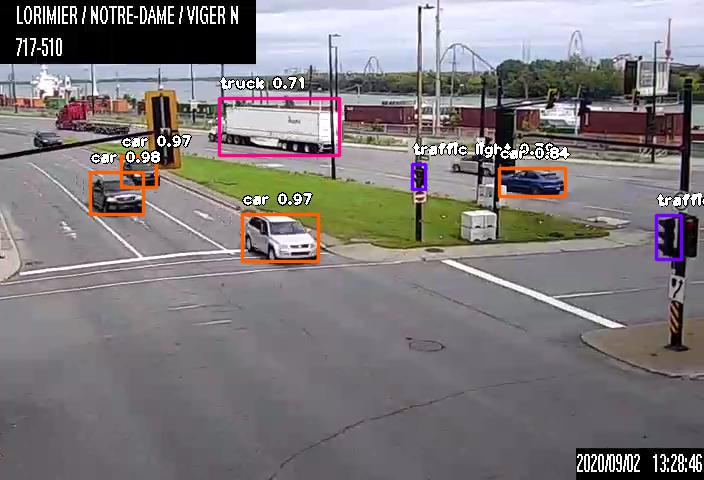 LORIMIER / NOTRE-DAME / VIGER N
717-510
truck 0.71
car 0.97
car 0.98
traffic light
car 0.84
car 0.97
traffi
2020/09/02 13:28:46